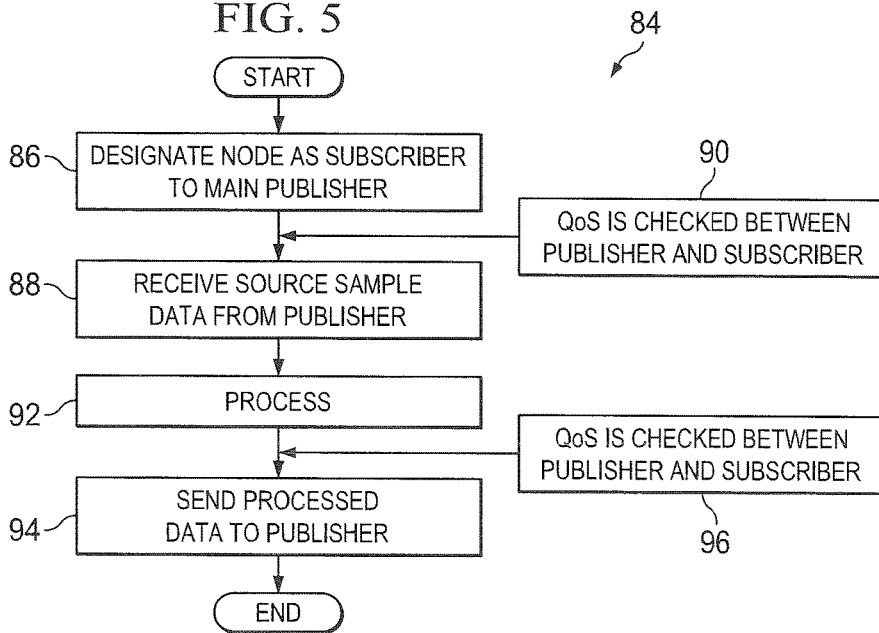 FIG. 5
84
START
86
DESIGNATE NODE AS SUBSCRIBER
TO MAIN PUBLISHER
90
QoS IS CHECKED BETWEEN
PUBLISHER AND SUBSCRIBER
88
RECEIVE SOURCE SAMPLE
DATA FROM PUBLISHER
92
PROCESS
QoS IS CHECKED BETWEEN
PUBLISHER AND SUBSCRIBER
96
94
SEND PROCESSED
DATA TO PUBLISHER
END